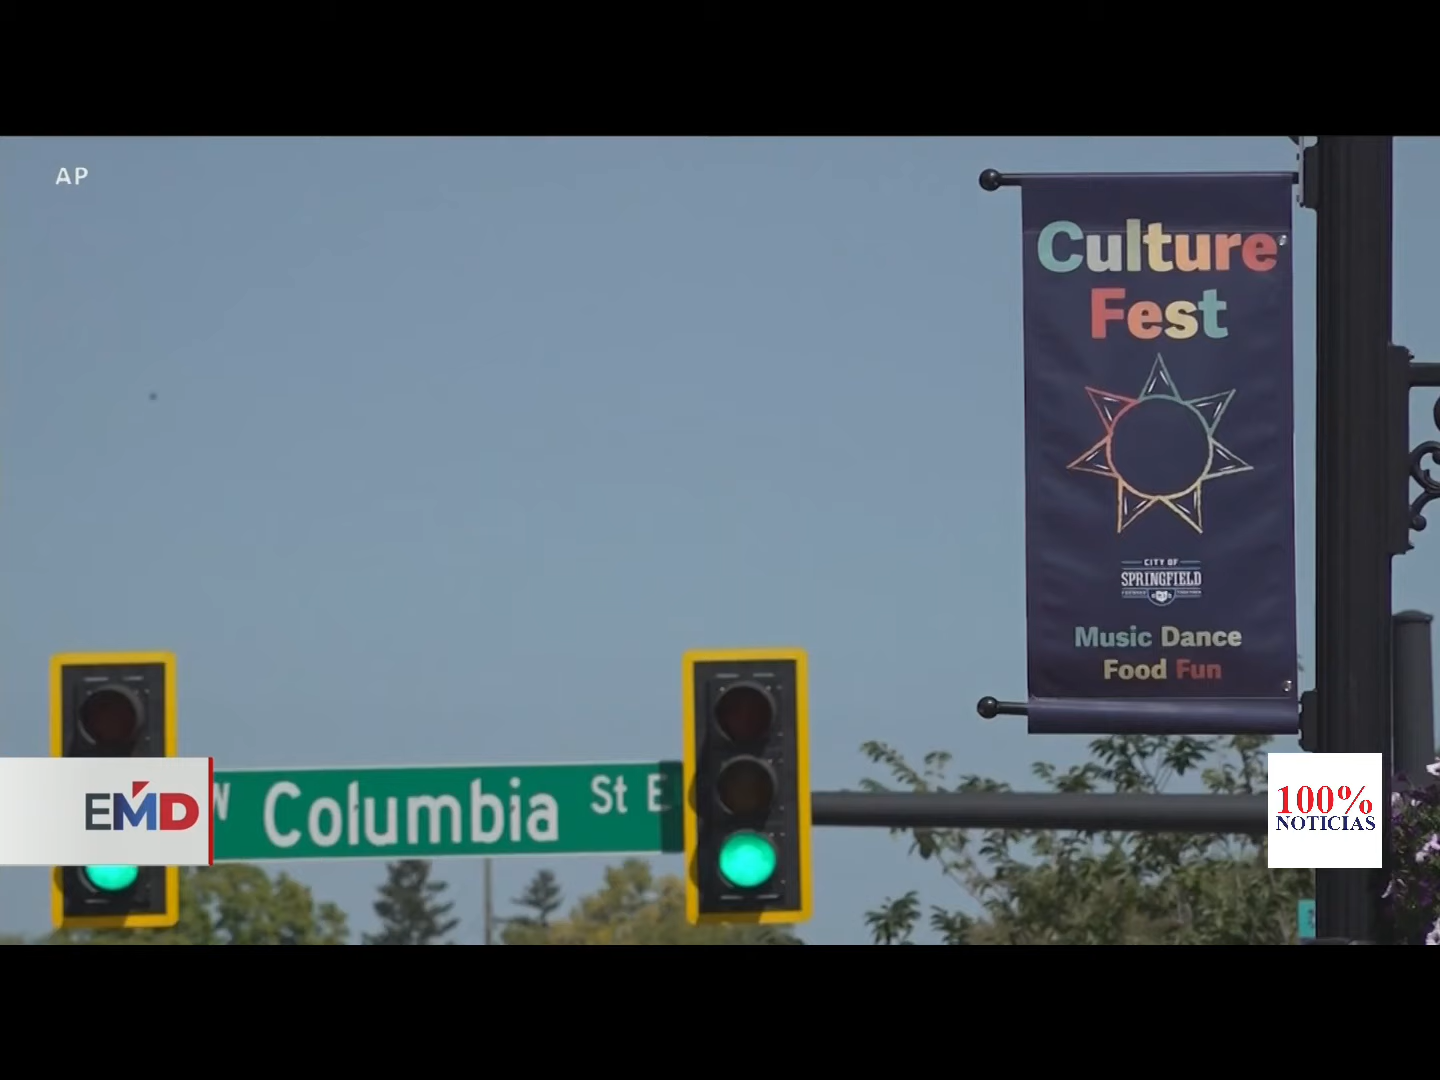 AP
Culture
Fest
CITY OF
SPRINGFIELD
Music Dance
Food Fun
W Columbia St E
EMD
100%
NOTICIAS